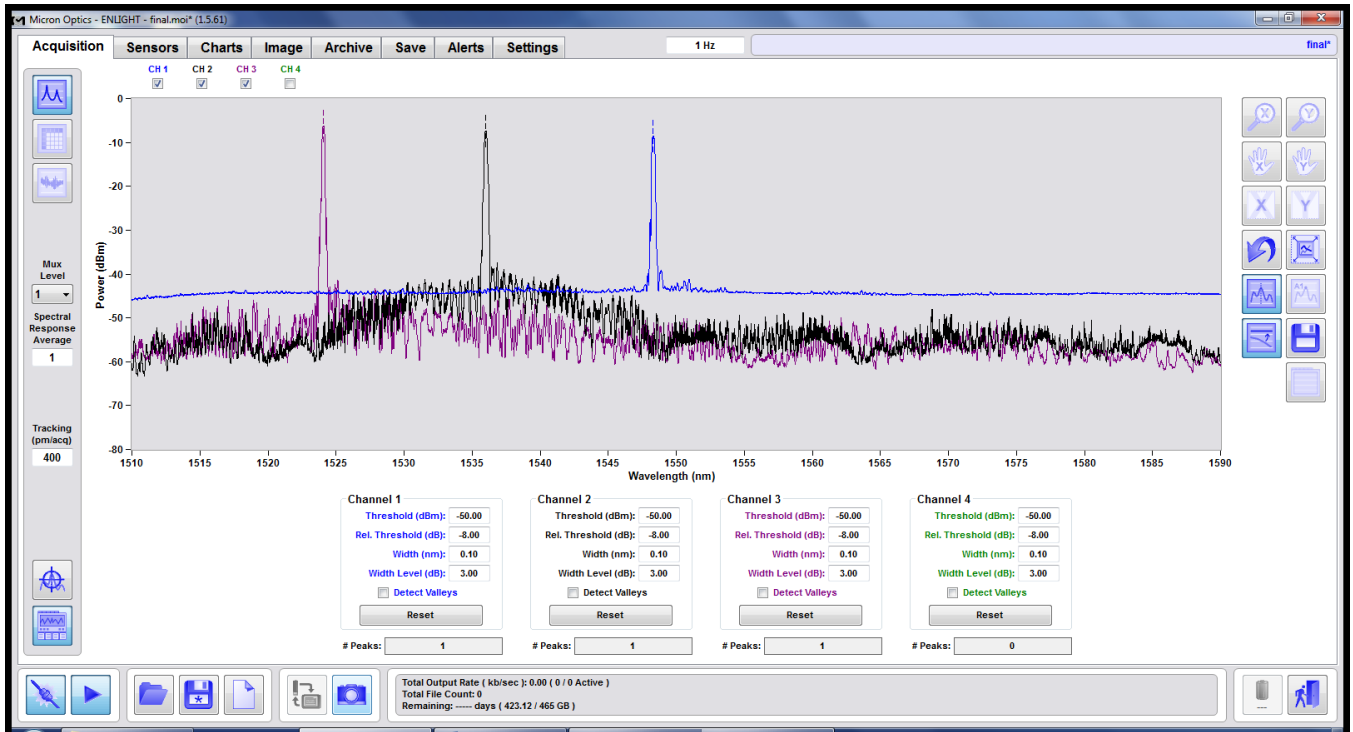 Micron Optics - ENLIGHT - final.moi* (1.5.61)
Acquisition Sensors Charts Image Archive Save Alerts Settings 1 Hz final*
CH 1 CH 2 CH 3 CH 4
Mux
Level
1
Spectral
Response
Average
1
Tracking
(pm/acq)
400
Power (dBm)
0
-10
-20
-30
-40
-50
-60
-70
-80
1510 1515 1520 1525 1530 1535 1540 1545 1550 1555 1560 1565 1570 1575 1580 1585 1590
Wavelength (nm)
X Y
X Y
X Y
Channel 1
Threshold (dBm): -50.00
Rel. Threshold (dB): -8.00
Width (nm): 0.10
Width Level (dB): 3.00
Detect Valleys
Reset
# Peaks: 1
Channel 2
Threshold (dBm): -50.00
Rel. Threshold (dB): -8.00
Width (nm): 0.10
Width Level (dB): 3.00
Detect Valleys
Reset
# Peaks: 1
Channel 3
Threshold (dBm): -50.00
Rel. Threshold (dB): -8.00
Width (nm): 0.10
Width Level (dB): 3.00
Detect Valleys
Reset
# Peaks: 1
Channel 4
Threshold (dBm): -50.00
Rel. Threshold (dB): -8.00
Width (nm): 0.10
Width Level (dB): 3.00
Detect Valleys
Reset
# Peaks: 0
Total Output Rate ( kb/sec ): 0.00 ( 0 / 0 Active )
Total File Count: 0
Remaining: ----- days ( 423.12 / 465 GB )
----